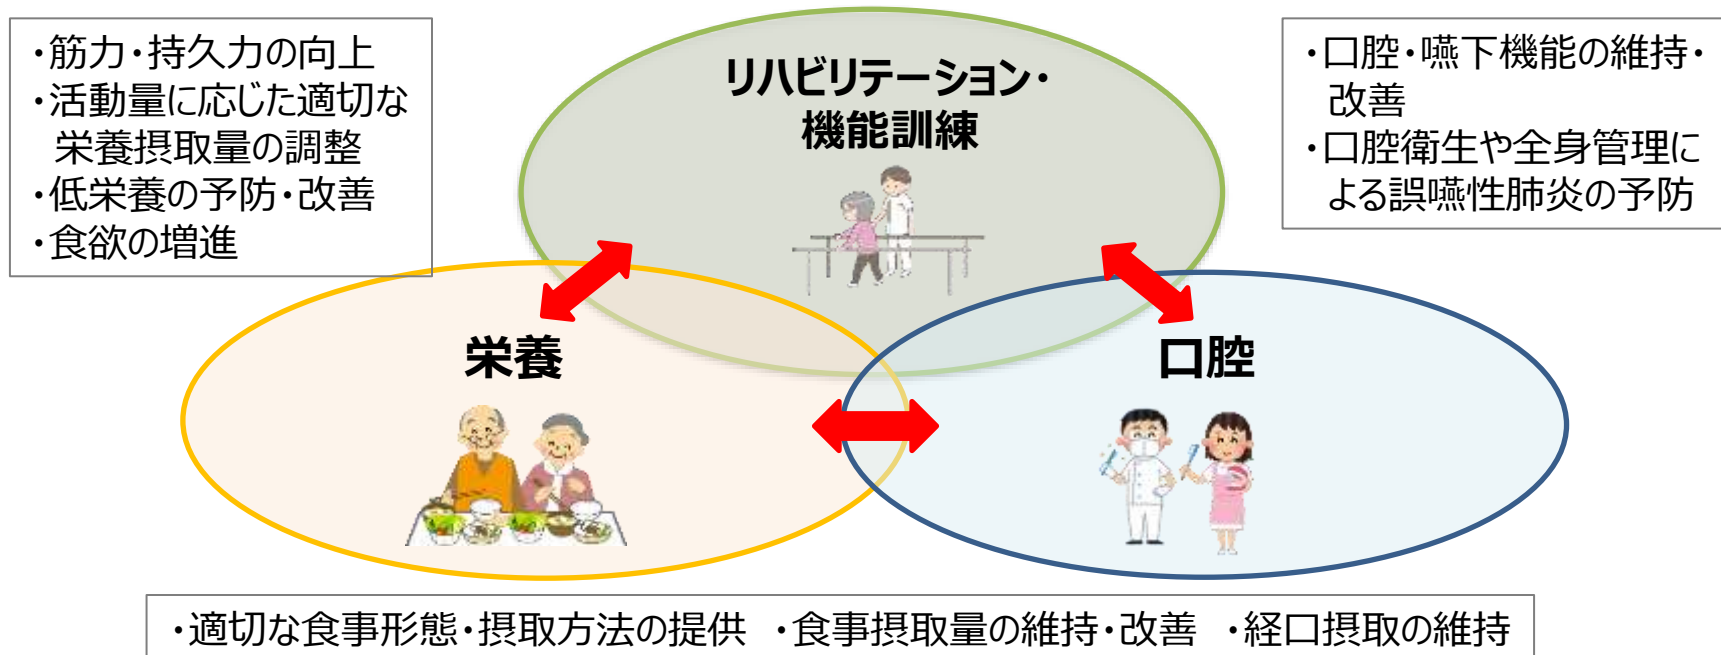 ・筋力・持久力の向上
・活動量に応じた適切な
栄養摂取量の調整
・低栄養の予防・改善
・食欲の増進
リハビリテーション・
機能訓練
・口腔・嚥下機能の維持・
改善
・口腔衛生や全身管理に
よる誤嚥性肺炎の予防
栄養
口腔
・適切な食事形態・摂取方法の提供 ・食事摂取量の維持・改善 ・経口摂取の維持